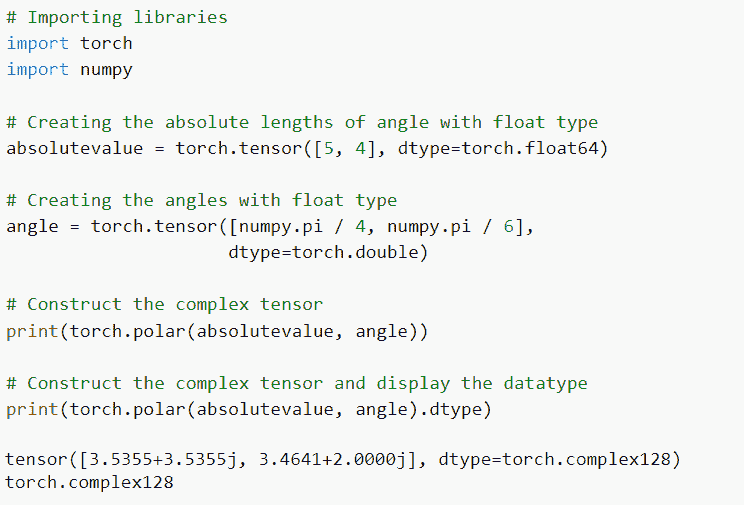 # Importing libraries
import torch
import numpy
# Creating the absolute lengths of angle with float type
absolutevalue = torch.tensor([5, 4], dtype=torch.float64)
# Creating the angles with float type
angle = torch.tensor([numpy.pi / 4, numpy.pi / 6],
dtype=torch.double)
# Construct the complex tensor
print(torch.polar(absolutevalue, angle))
# Construct the complex tensor and display the datatype
print(torch.polar(absolutevalue, angle).dtype)
tensor([3.5355+3.5355j, 3.4641+2.0000j], dtype=torch.complex128)
torch.complex128